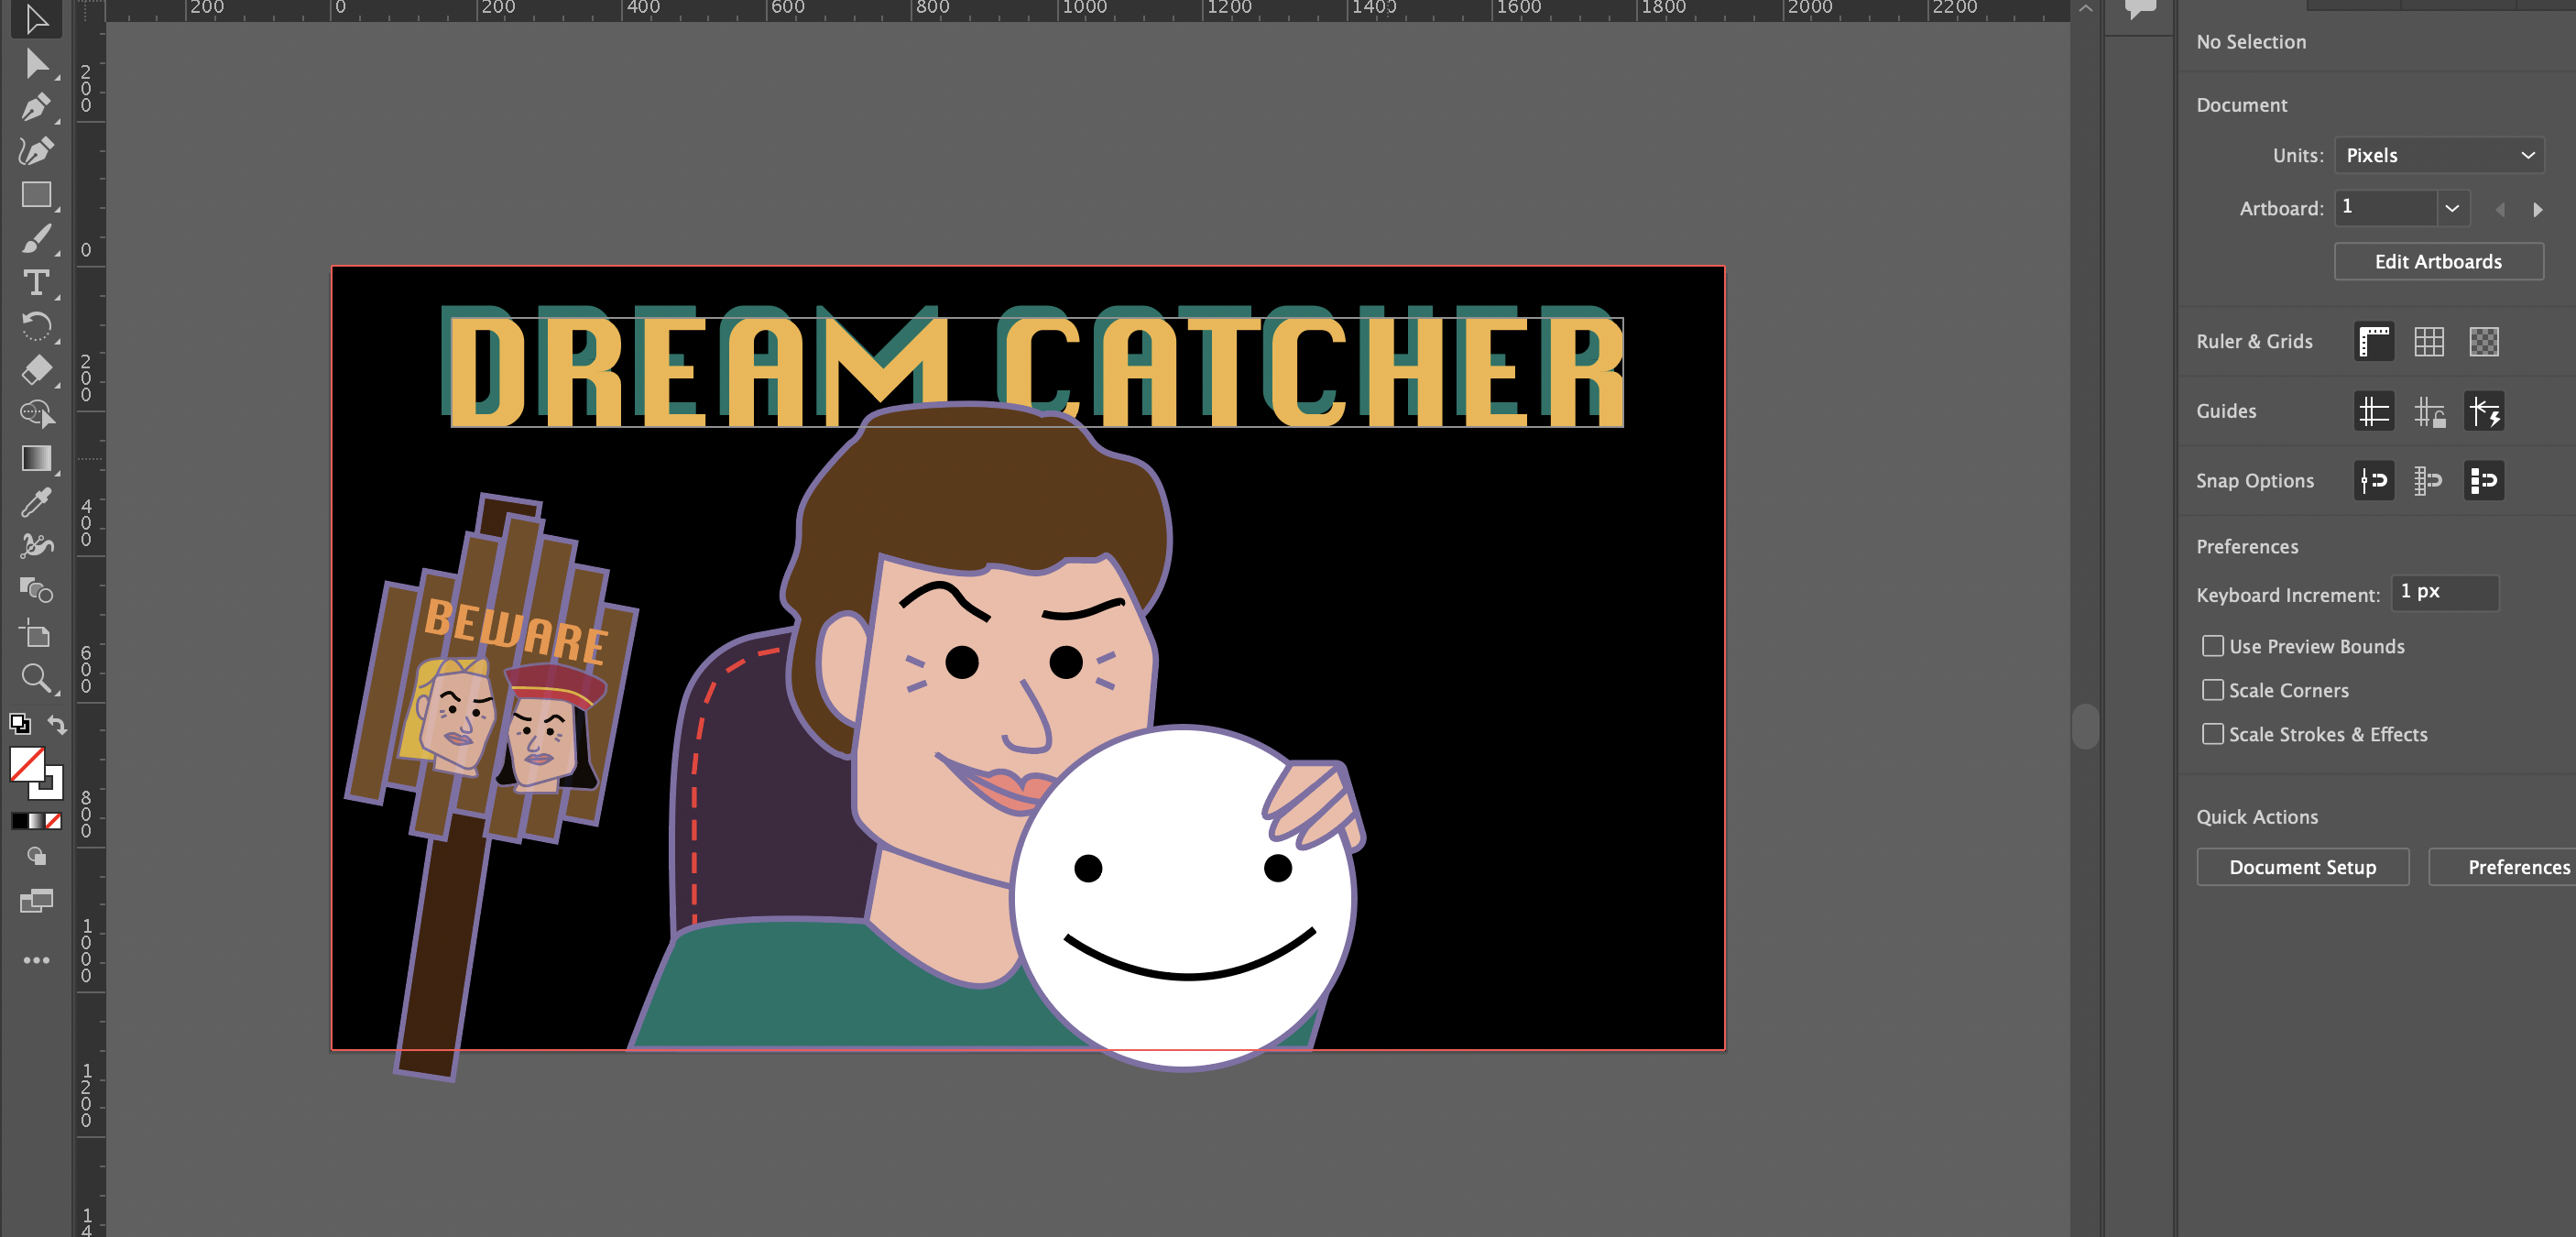 200 0 200 400 600 800 1000 1200 1400 1600 1800 2000 2200
200
0
200
400
600
800
1000
1200
14
DREAM CATCHER
BEWARE
No Selection
Document
Units: Pixels
Artboard: 1
Edit Artboards
Ruler & Grids
Guides
Snap Options
Preferences
Keyboard Increment: 1 px
Use Preview Bounds
Scale Corners
Scale Strokes & Effects
Quick Actions
Document Setup Preferences